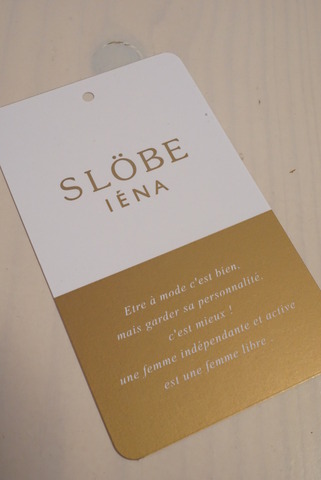 SLÖBE
IÉNA
Etre à mode c'est bien,
mais garder sa personnalité,
c'est mieux !
une femme indépendante et active
est une femme libre